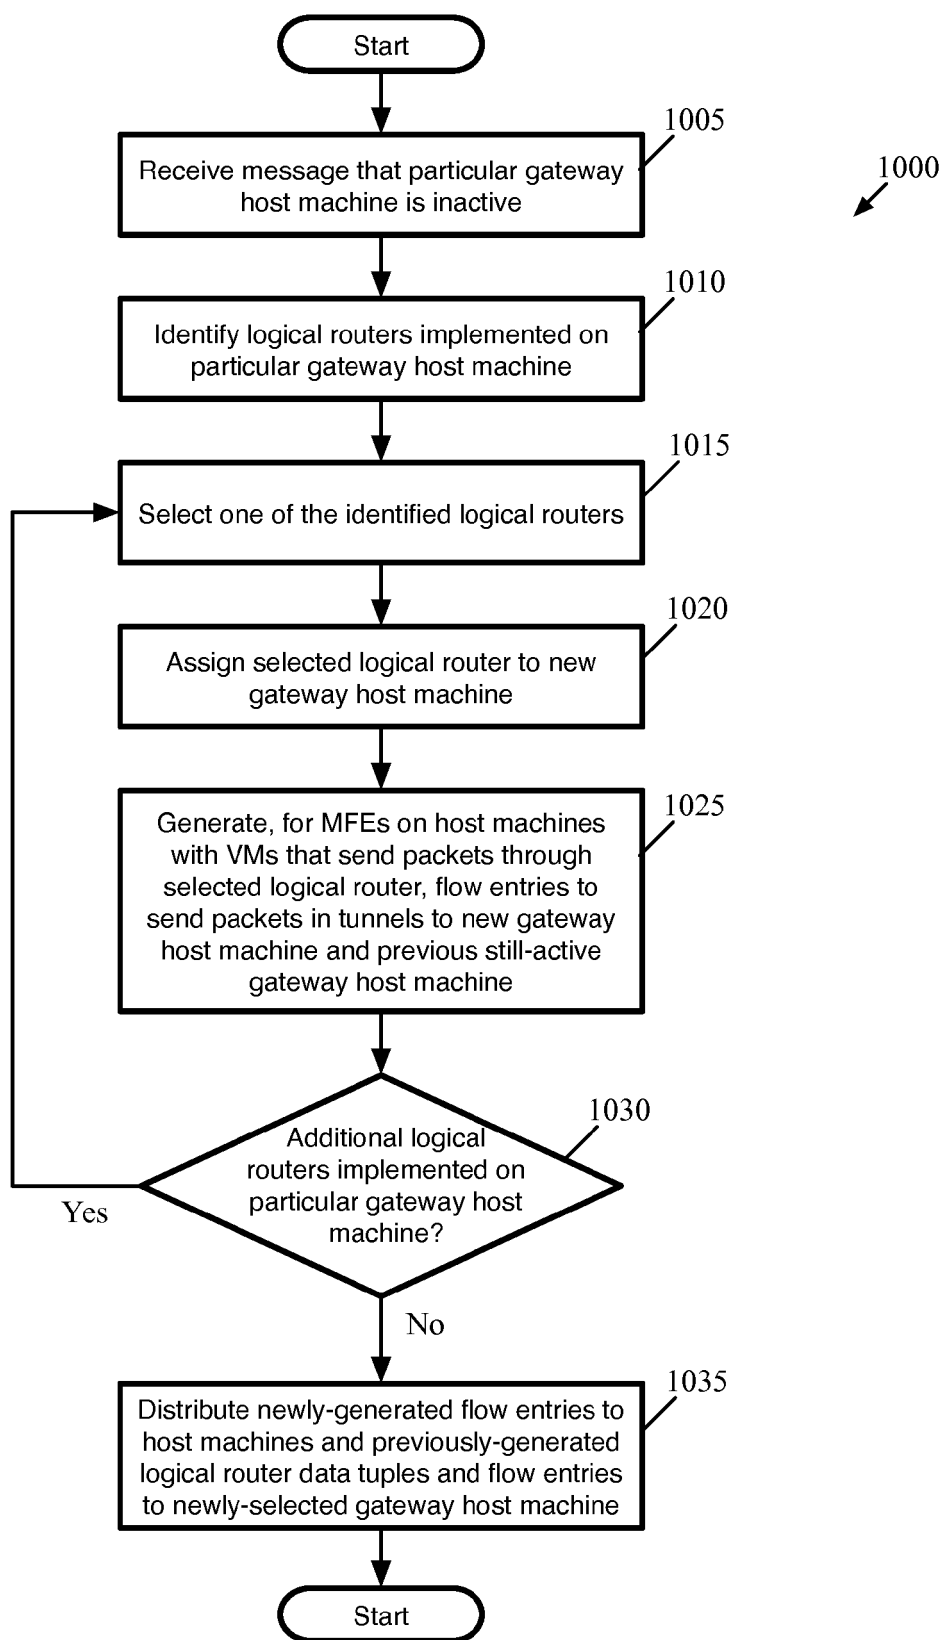 Start
1005
Receive message that particular gateway
host machine is inactive
1000
1010
Identify logical routers implemented on
particular gateway host machine
1015
Select one of the identified logical routers
1020
Assign selected logical router to new
gateway host machine
1025
Generate, for MFEs on host machines
with VMs that send packets through
selected logical router, flow entries to
send packets in tunnels to new gateway
host machine and previous still-active
gateway host machine
1030
Additional logical
routers implemented on
particular gateway host
machine?
Yes
No
1035
Distribute newly-generated flow entries to
host machines and previously-generated
logical router data tuples and flow entries
to newly-selected gateway host machine
Start